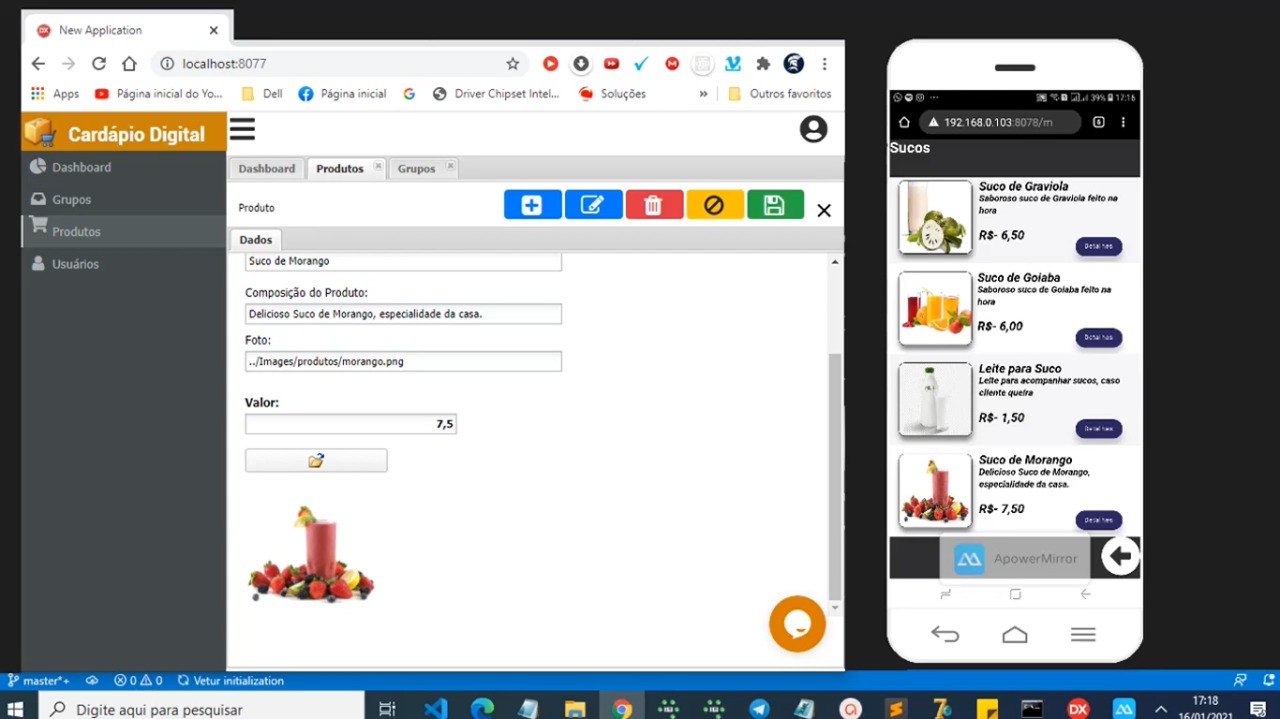 New Application
localhost:8077
Apps
Página inicial do Yo...
Dell
Página inicial
Driver Chipset Intel...
Soluções
»
Outros favoritos
Cardápio Digital
Dashboard
Grupos
Produtos
Usuários
Dashboard
Produtos
Grupos
Produto
Dados
Suco de Morango
Composição do Produto:
Delicioso Suco de Morango, especialidade da casa.
Foto:
../Images/produtos/morango.png
Valor:
7,5
39% 17:16
192.168.0.103:8078/m
Sucos
Suco de Graviola
Saboroso suco de Graviola feito na
hora
R$- 6,50
Detalhes
Suco de Goiaba
Saboroso suco de Goiaba feito na
hora
R$- 6,00
Detalhes
Leite para Suco
Leite para acompanhar sucos, caso
cliente queira
R$- 1,50
Detalhes
Suco de Morango
Delicioso Suco de Morango,
especialidade da casa.
R$- 7,50
Detalhes
ApowerMirror
master*+
0
0
Vetur initialization
Digite aqui para pesquisar
DX
17:18
16/01/2021